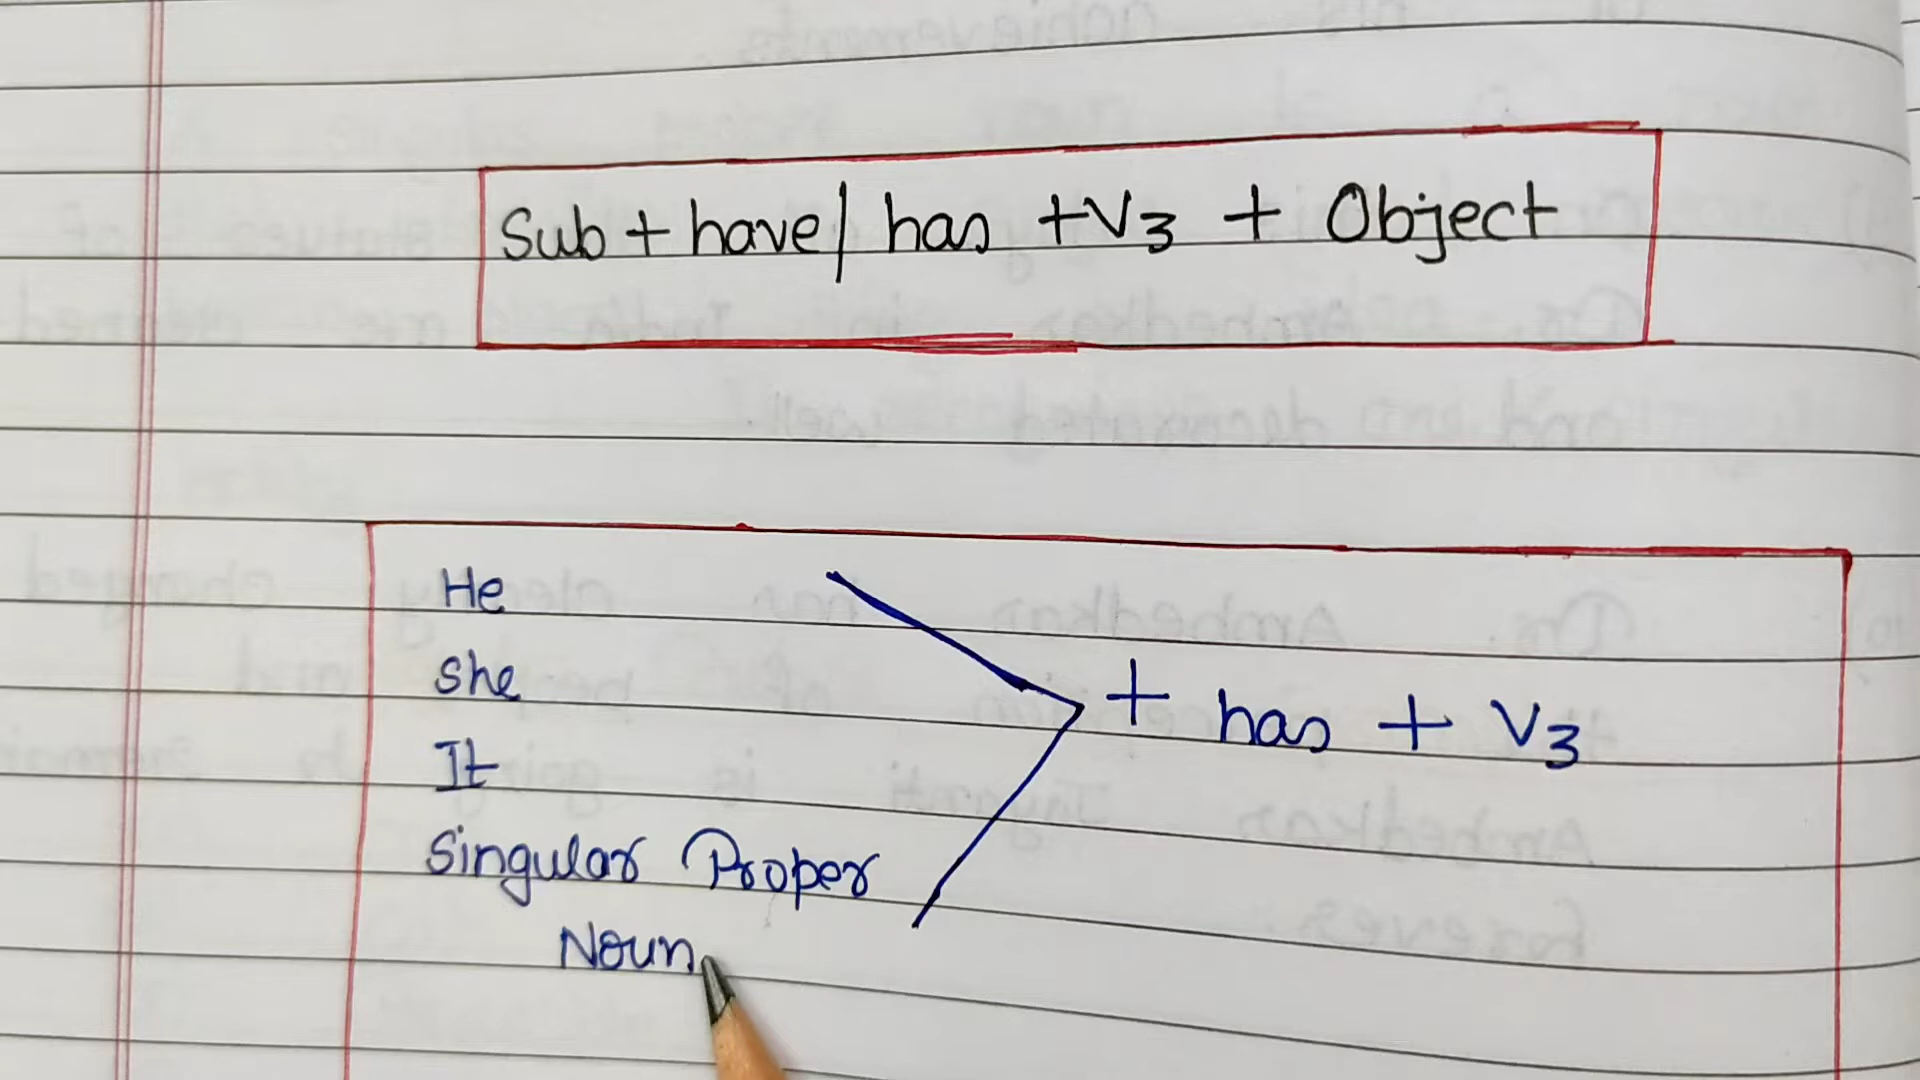 Sub + have/ has + V3 + Object
He
She
It
+ has + V3
Singular Proper
Noun